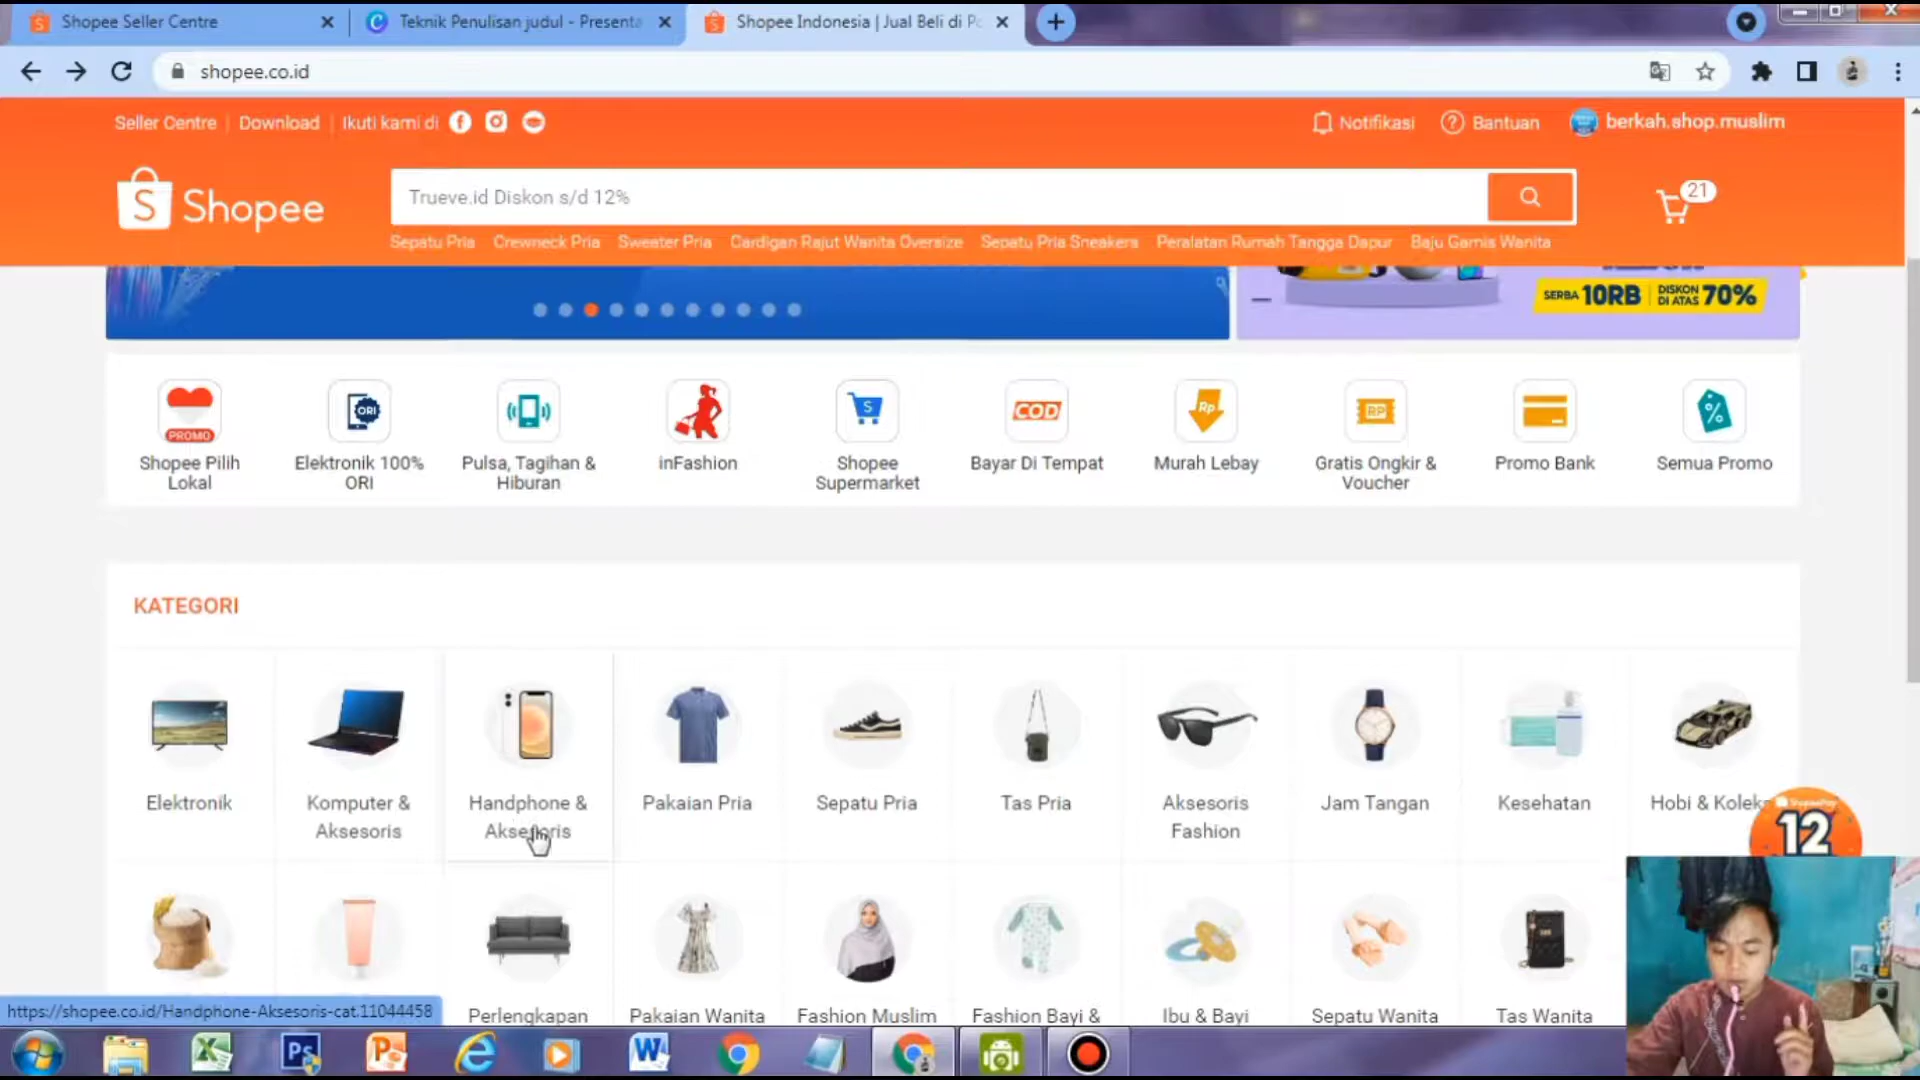 Shopee Seller Centre
Teknik Penulisan judul - Presenta
Shopee Indonesia | Jual Beli di Po
shopee.co.id
Seller Centre | Download | Ikuti kami di
Notifikasi
Bantuan
berkah.shop.muslim
Shopee
Trueve.id Diskon s/d 12%
21
Sepatu Pria Crewneck Pria Sweater Pria Cardigan Rajut Wanita Oversize Sepatu Pria Sneakers Peralatan Rumah Tangga Dapur Baju Gamis Wanita
SERBA 10RB DISKON DI ATAS 70%
PROMO
ORI
COD
Rp
RP
Shopee Pilih Lokal
Elektronik 100% ORI
Pulsa, Tagihan & Hiburan
inFashion
Shopee Supermarket
Bayar Di Tempat
Murah Lebay
Gratis Ongkir & Voucher
Promo Bank
Semua Promo
KATEGORI
Elektronik
Komputer & Aksesoris
Handphone & Aksesoris
Pakaian Pria
Sepatu Pria
Tas Pria
Aksesoris Fashion
Jam Tangan
Kesehatan
Hobi & Koleks
12
Perlengkapan
Pakaian Wanita
Fashion Muslim
Fashion Bayi &
Ibu & Bayi
Sepatu Wanita
Tas Wanita
https://shopee.co.id/Handphone-Aksesoris-cat.11044458